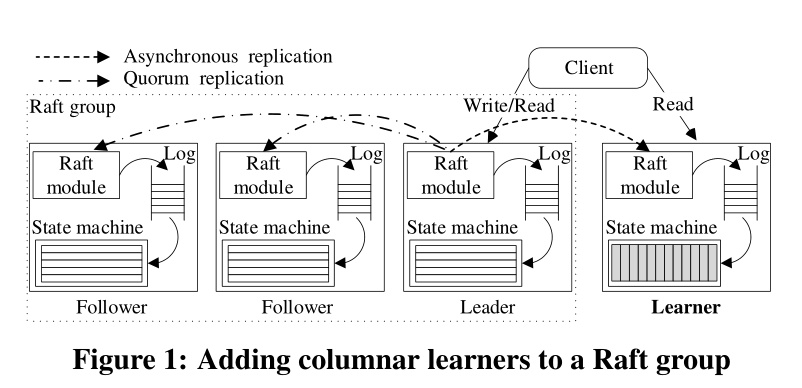 Asynchronous replication
Quorum replication
Client
Raft group
Write/Read
Read
Raft
module
Log
State machine
Follower
Raft
module
Log
State machine
Follower
Raft
module
Log
State machine
Leader
Raft
module
Log
State machine
Learner
Figure 1: Adding columnar learners to a Raft group